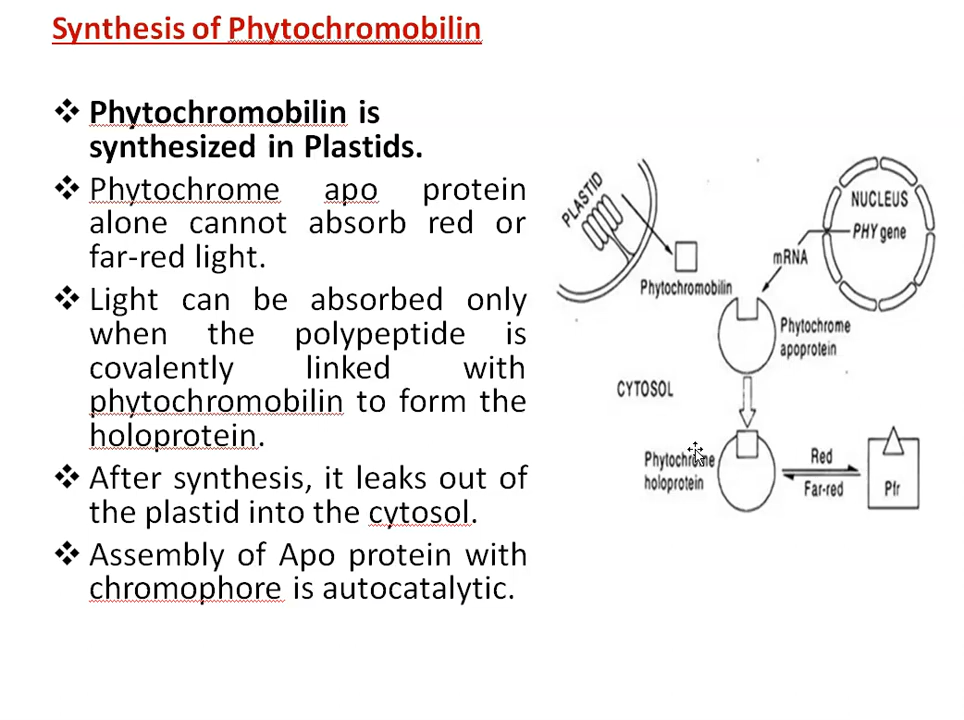 Synthesis of Phytochromobilin
❖ Phytochromobilin is
synthesized in Plastids.
❖ Phytochrome apo protein
alone cannot absorb red or
far-red light.
❖ Light can be absorbed only
when the polypeptide is
covalently linked with
phytochromobilin to form the
holoprotein.
❖ After synthesis, it leaks out of
the plastid into the cytosol.
❖ Assembly of Apo protein with
chromophore is autocatalytic.
PLASTID
NUCLEUS
PHY gene
mRNA
Phytochromobilin
Phytochrome
apoprotein
CYTOSOL
Phytochrome
holoprotein
Red
Far-red
Pfr